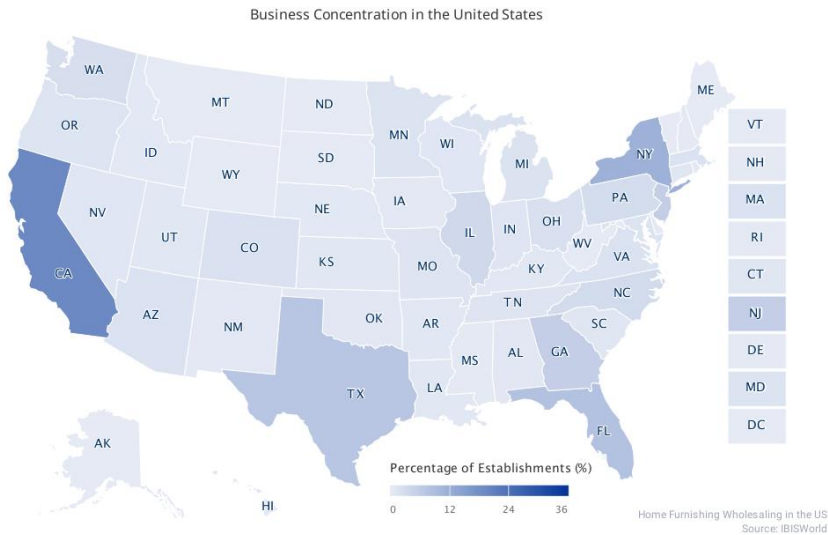 Business Concentration in the United States
WA
MT
ND
MN
ME
VT
OR
ID
WY
SD
WI
MI
NY
NH
NV
UT
CO
NE
IA
IL
IN
OH
PA
MA
CA
KS
MO
KY
WV
VA
RI
AZ
NM
OK
AR
TN
NC
CT
TX
LA
MS
AL
GA
SC
NJ
DE
MD
DC
FL
AK
HI
Percentage of Establishments (%)
0 12 24 36
Home Furnishing Wholesaling in the US
Source: IBISWorld